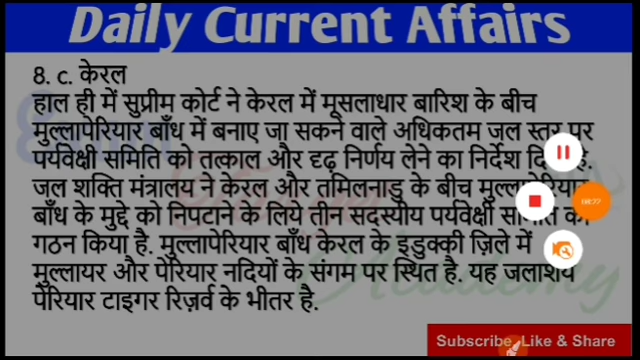 Daily Current Affairs
8. c. केरल
हाल ही में सुप्रीम कोर्ट ने केरल में मूसलाधार बारिश के बीच
मुल्लापेरियार बाँध में बनाए जा सकने वाले अधिकतम जल स्तर पर
पर्यवेक्षी समिति को तत्काल और दृढ़ निर्णय लेने का निर्देश है.
जल शक्ति मंत्रालय ने केरल और तमिलनाडु के बीच मुल्लापेरियार
बाँध के मुद्दे को निपटाने के लिये तीन सदस्यीय पर्यवेक्षी का
गठन किया है. मुल्लापेरियार बाँध केरल के इडुक्की ज़िले में
मुल्लायर और पेरियार नदियों के संगम पर स्थित है. यह जलाशय
पेरियार टाइगर रिज़र्व के भीतर है.
Subscribe, Like & Share